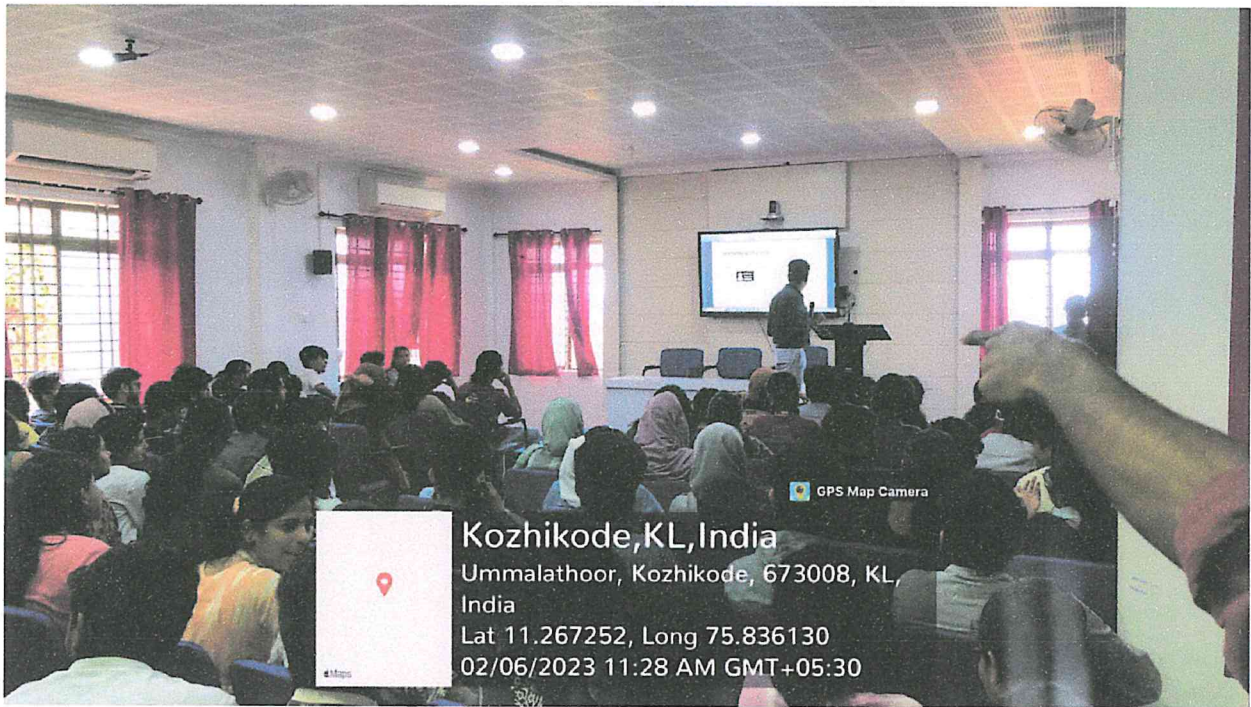 GPS Map Camera
Kozhikode,KL,India
Ummalathoor, Kozhikode, 673008, KL,
India
Lat 11.267252, Long 75.836130
02/06/2023 11:28 AM GMT+05:30
Maps